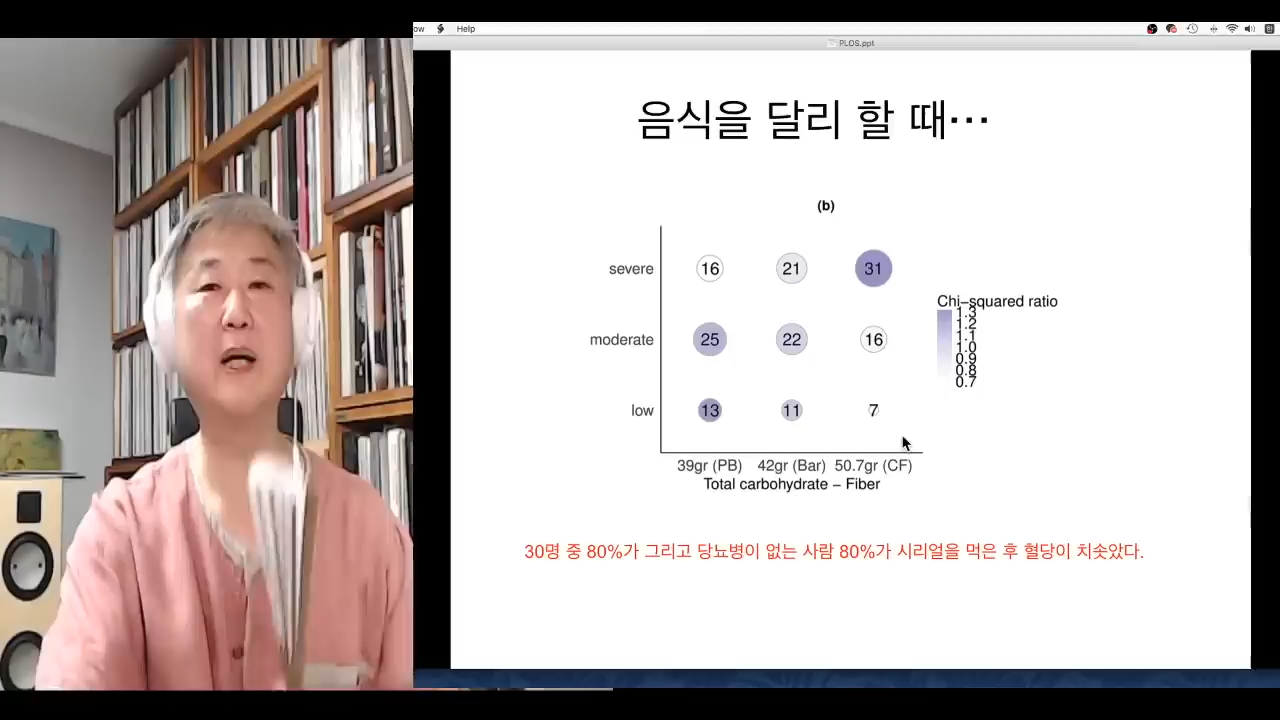 ow Help
PLOS.ppt
음식을 달리 할 때…
(b)
severe 16 21 31
moderate 25 22 16
low 13 11 7
39gr (PB) 42gr (Bar) 50.7gr (CF)
Total carbohydrate – Fiber
Chi–squared ratio
1.3
1.2
1.1
1.0
0.9
0.8
0.7
30명 중 80%가 그리고 당뇨병이 없는 사람 80%가 시리얼을 먹은 후 혈당이 치솟았다.